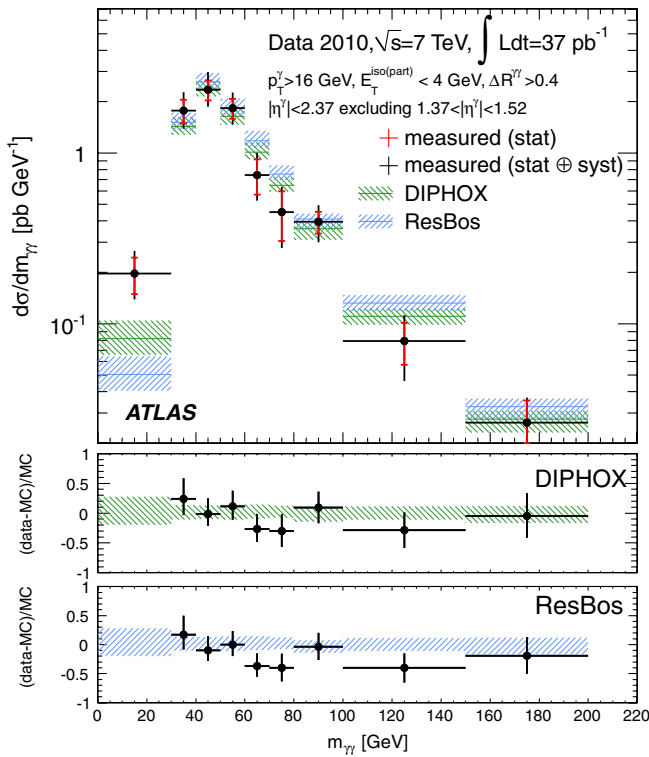 Data 2010, √s=7 TeV, ∫ Ldt=37 pb⁻¹
p_T^γ>16 GeV, E_T^iso(part) < 4 GeV, ΔR^γγ>0.4
|η^γ|<2.37 excluding 1.37<|η^γ|<1.52
measured (stat)
measured (stat ⊕ syst)
DIPHOX
ResBos
dσ/dm_γγ [pb GeV⁻¹]
1
10⁻¹
ATLAS
DIPHOX
(data-MC)/MC
1
0.5
0
-0.5
-1
ResBos
(data-MC)/MC
1
0.5
0
-0.5
-1
0 20 40 60 80 100 120 140 160 180 200 220
m_γγ [GeV]